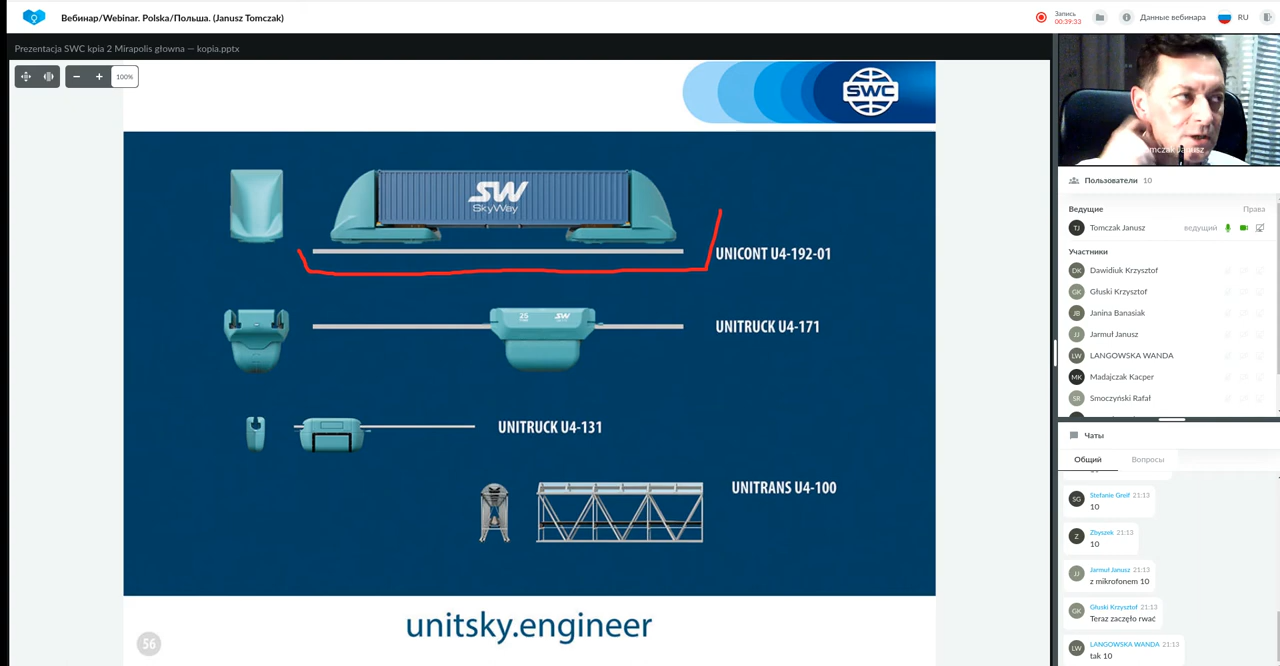 Вебинар/Webinar. Polska/Польша. (Janusz Tomczak)
Запись
00:39:33
Данные вебинара
RU
Prezentacja SWC kpia 2 Mirapolis głowna — kopia.pptx
100%
SWC
SW
SkyWay
UNICONT U4-192-01
25
SW
UNITRUCK U4-171
UNITRUCK U4-131
UNITRANS U4-100
unitsky.engineer
56
mczak Janusz
Пользователи 10
Ведущие
Права
TJ
Tomczak Janusz
ведущий
Участники
DK
Dawidiuk Krzysztof
GK
Głuski Krzysztof
JB
Janina Banasiak
JJ
Jarmuł Janusz
LW
LANGOWSKA WANDA
MK
Madajczak Kacper
SR
Smoczyński Rafał
Чаты
Общий
Вопросы
SG
Stefanie Greif 21:13
10
Z
Zbyszek 21:13
10
JJ
Jarmuł Janusz 21:13
z mikrofonem 10
GK
Głuski Krzysztof 21:13
Teraz zaczęło rwać
LW
LANGOWSKA WANDA 21:13
tak 10